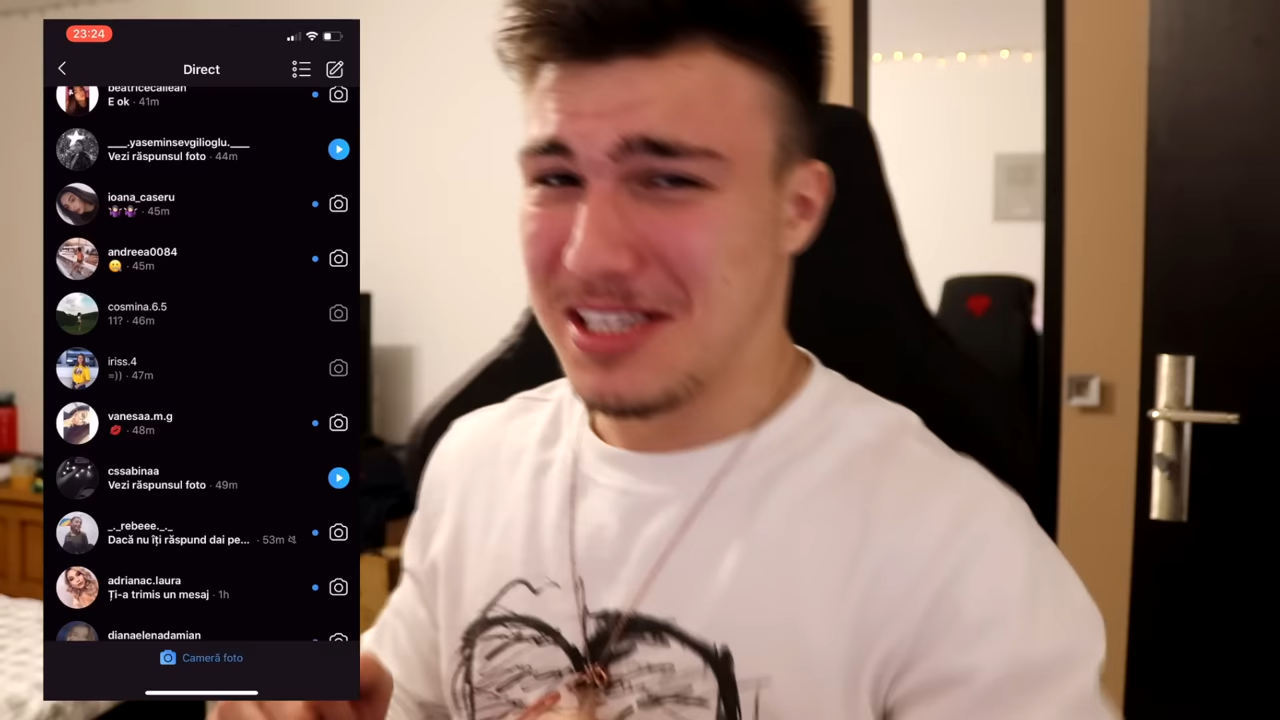 23:24
Direct
beatricecailean
E ok · 41m
____.yaseminsevgilioglu.____
Vezi răspunsul foto · 44m
ioana_caseru
· 45m
andreea0084
· 45m
cosmina.6.5
11? · 46m
iriss.4
=)) · 47m
vanesaa.m.g
💋 · 48m
cssabinaa
Vezi răspunsul foto · 49m
_._rebeee._._
Dacă nu îți răspund dai pe... · 53m
adrianac.laura
Ți-a trimis un mesaj · 1h
dianaelenadamian
Cameră foto